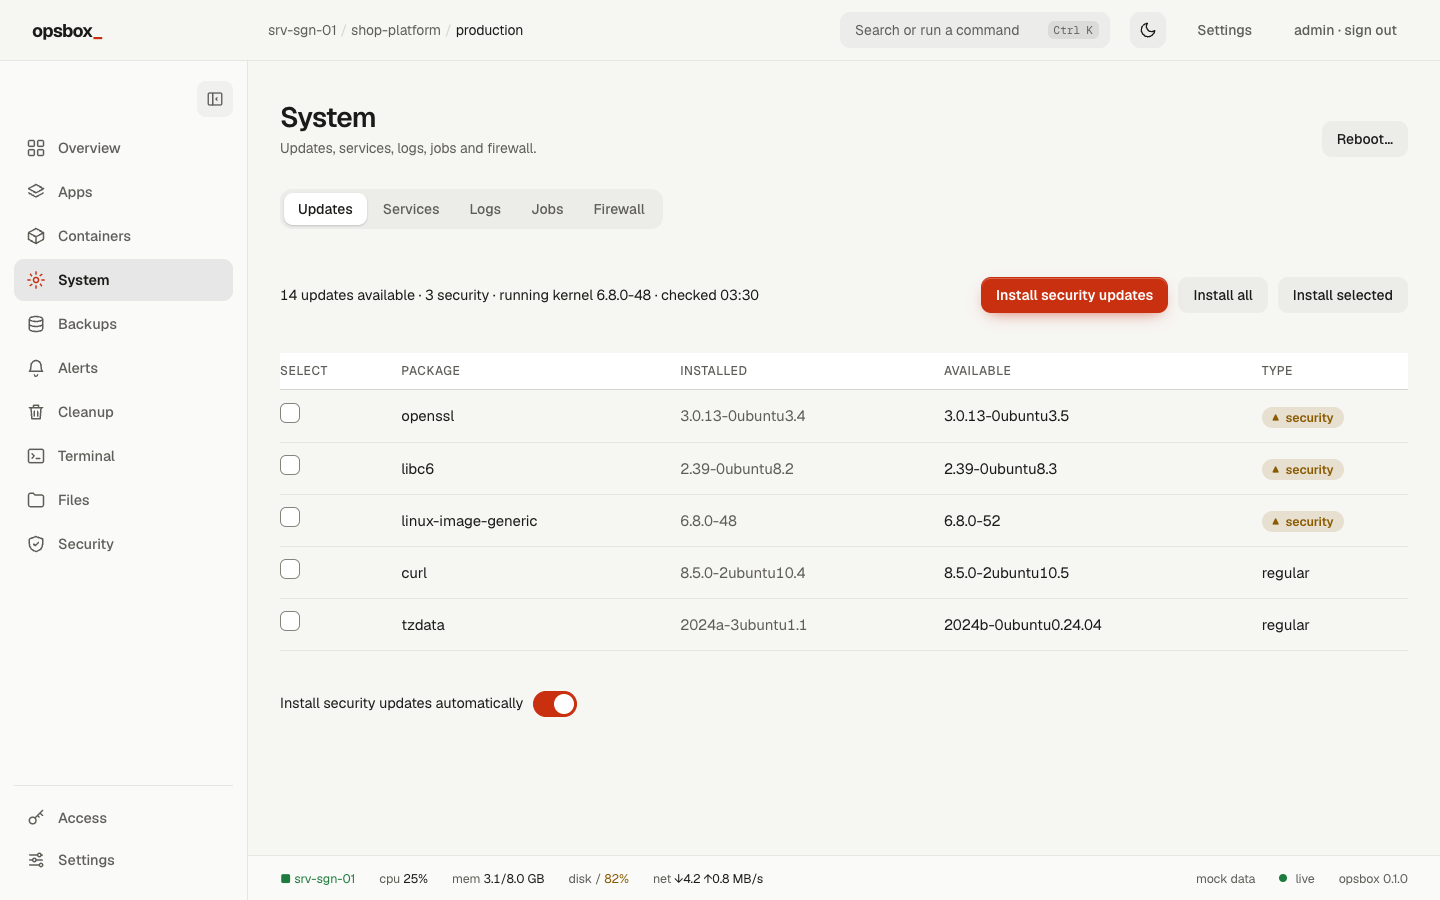 opsbox_
srv-sgn-01 / shop-platform / production
Search or run a command Ctrl K
Settings
admin · sign out
Overview
Apps
Containers
System
Backups
Alerts
Cleanup
Terminal
Files
Security
Access
Settings
System
Updates, services, logs, jobs and firewall.
Reboot...
Updates Services Logs Jobs Firewall
14 updates available · 3 security · running kernel 6.8.0-48 · checked 03:30
Install security updates Install all Install selected
SELECT PACKAGE INSTALLED AVAILABLE TYPE
openssl 3.0.13-0ubuntu3.4 3.0.13-0ubuntu3.5 ▲ security
libc6 2.39-0ubuntu8.2 2.39-0ubuntu8.3 ▲ security
linux-image-generic 6.8.0-48 6.8.0-52 ▲ security
curl 8.5.0-2ubuntu10.4 8.5.0-2ubuntu10.5 regular
tzdata 2024a-3ubuntu1.1 2024b-0ubuntu0.24.04 regular
Install security updates automatically
srv-sgn-01 cpu 25% mem 3.1/8.0 GB disk / 82% net ↓4.2 ↑0.8 MB/s mock data live opsbox 0.1.0